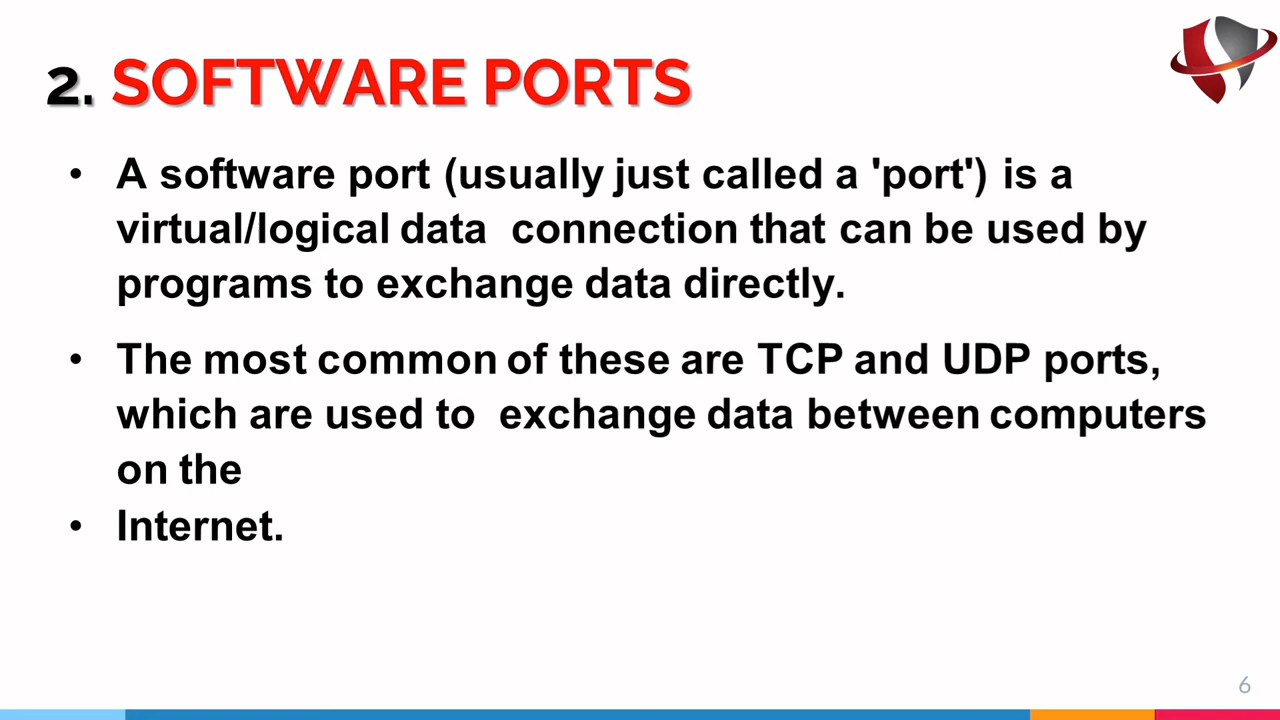 2. SOFTWARE PORTS
• A software port (usually just called a 'port') is a
virtual/logical data  connection that can be used by
programs to exchange data directly.
• The most common of these are TCP and UDP ports,
which are used to  exchange data between computers
on the
• Internet.
6